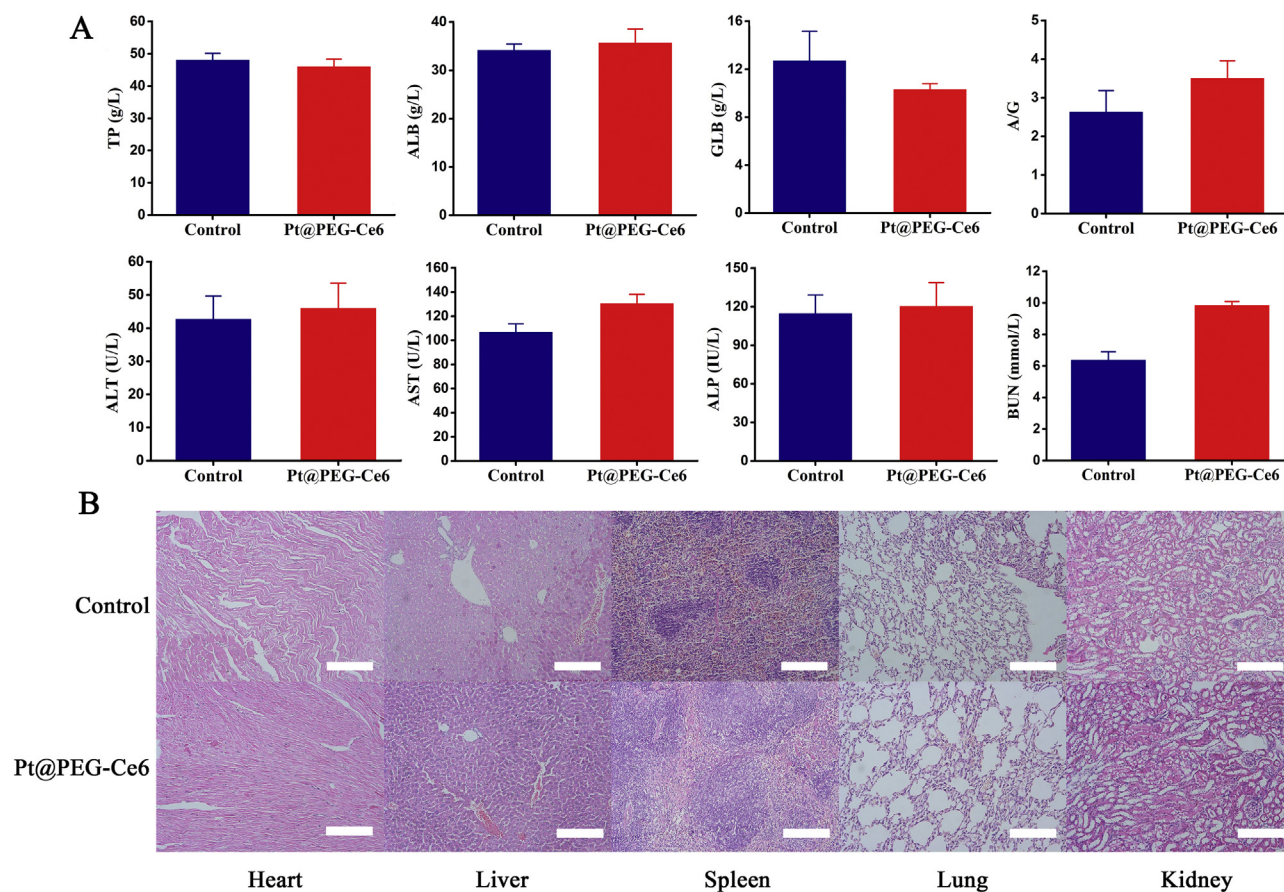 A
TP (g/L)
60
50
40
30
20
10
0
Control
Pt@PEG-Ce6
ALB (g/L)
40
30
20
10
0
Control
Pt@PEG-Ce6
GLB (g/L)
15
12
9
6
3
0
Control
Pt@PEG-Ce6
A/G
5
4
3
2
1
0
Control
Pt@PEG-Ce6
ALT (U/L)
60
50
40
30
20
10
0
Control
Pt@PEG-Ce6
AST (U/L)
160
140
120
100
80
60
40
20
0
Control
Pt@PEG-Ce6
ALP (IU/L)
150
120
90
60
30
0
Control
Pt@PEG-Ce6
BUN (mmol/L)
12
10
8
6
4
2
0
Control
Pt@PEG-Ce6
B
Control
Pt@PEG-Ce6
Heart
Liver
Spleen
Lung
Kidney